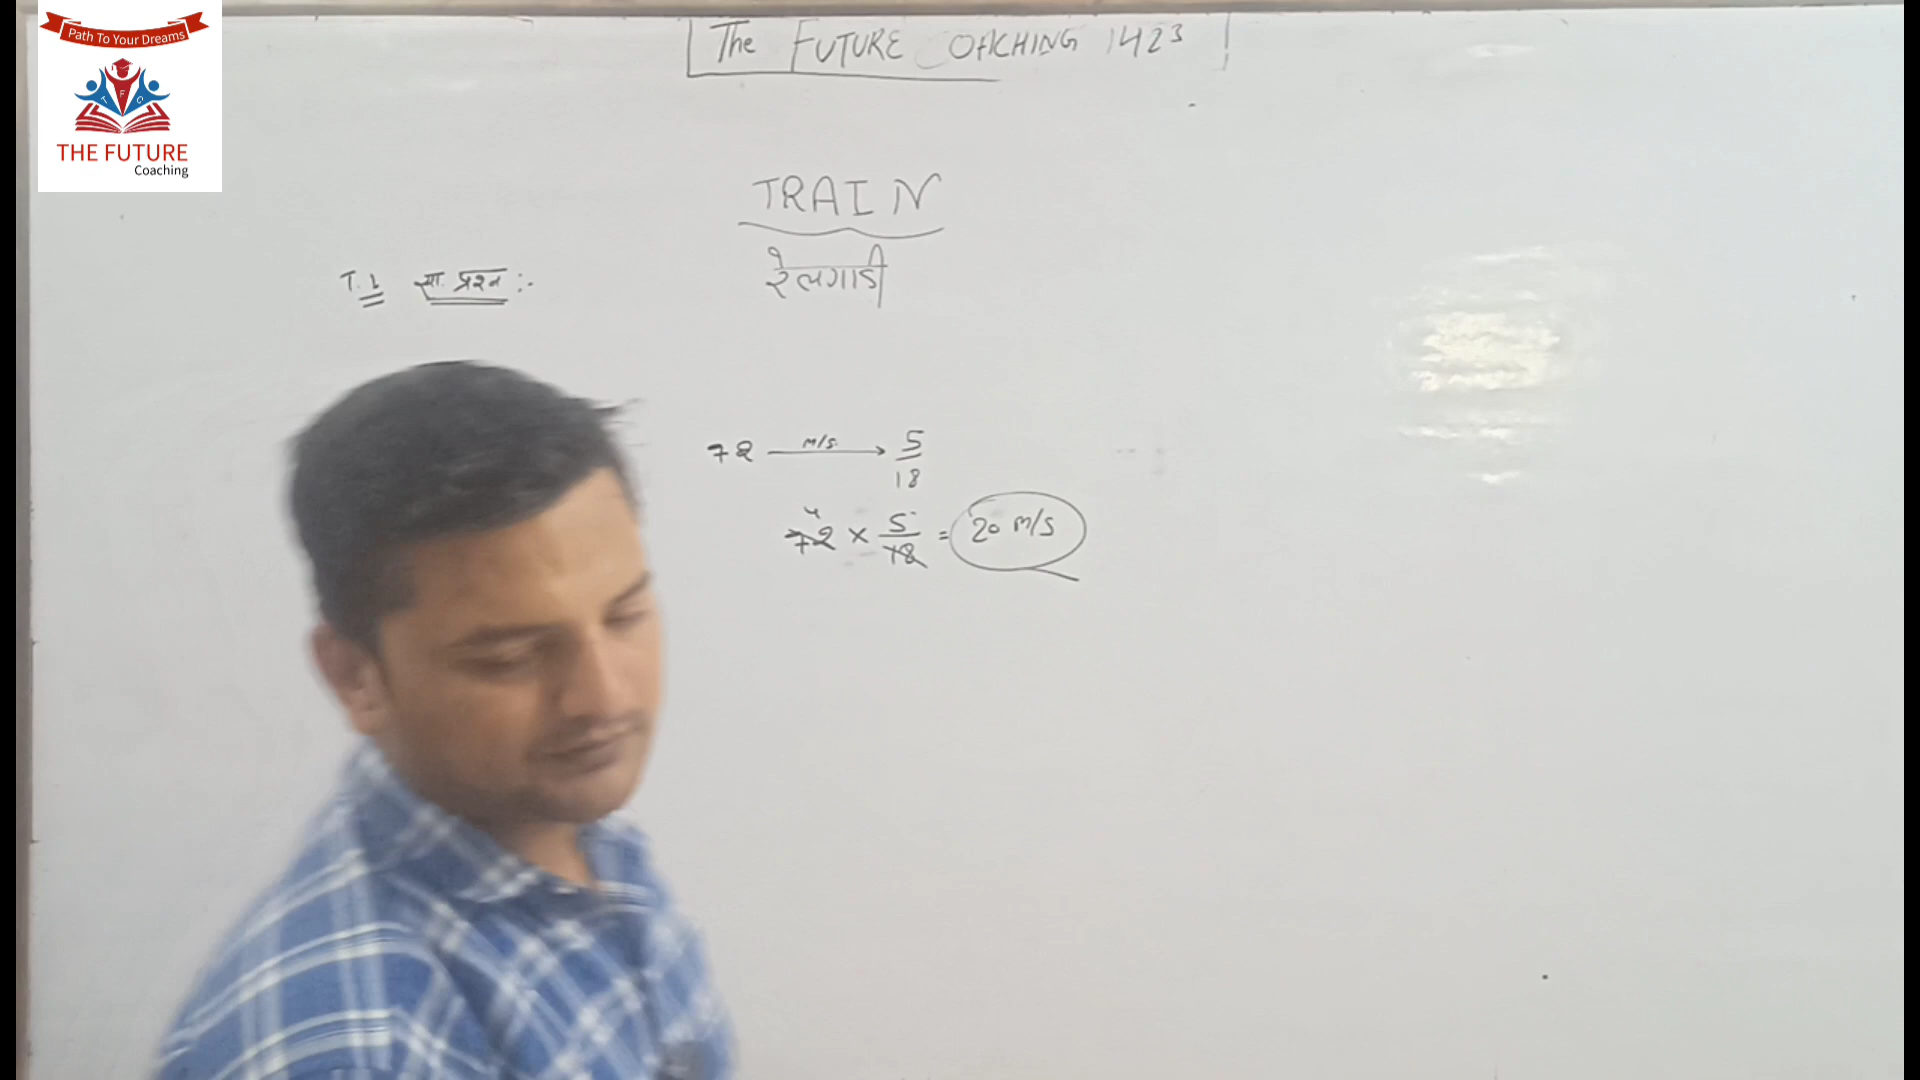 Path To Your Dreams
T F C
THE FUTURE
Coaching
The FUTURE COACHING 1423
TRAIN
रेलगाडी
T.1 सा. प्रश्न :-
72 m/s → 5/18
4
72 × 5/18 = 20 m/s